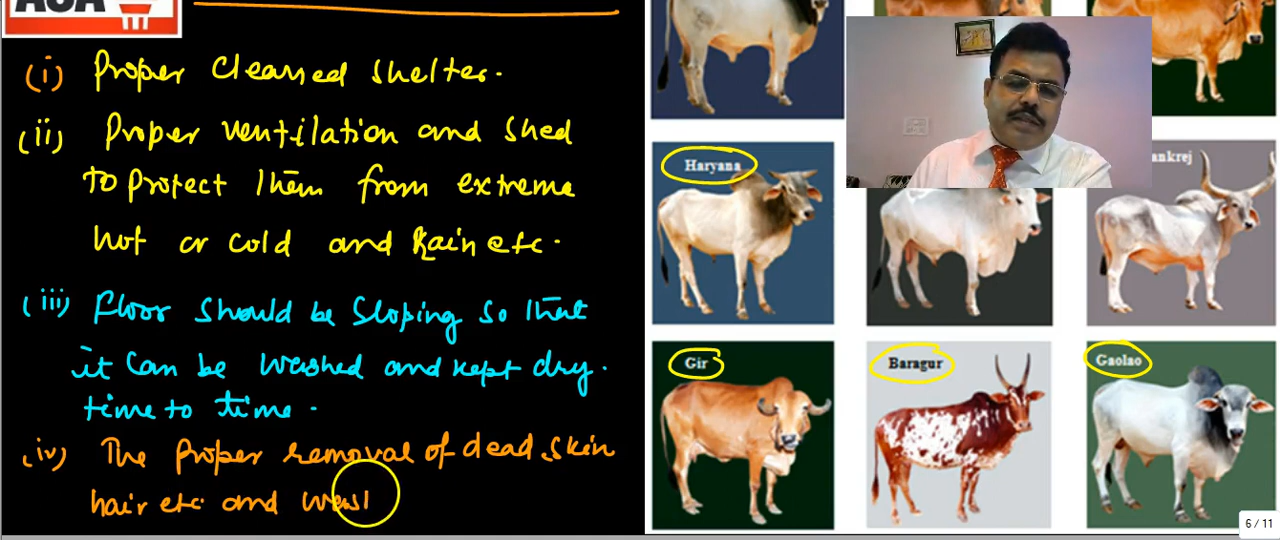 ASA
(i) Proper Cleaned Shelter.
(ii) Proper Ventilation and Shed
To Protect Them from extreme
hot or cold and Rain etc.
(iii) Floor should be Sloping So that
it Can be washed and kept dry.
time to time.
(iv) The proper removal of dead skin
hair etc and
Haryana
ankrej
Gir
Baragur
Gaolao
6 / 11